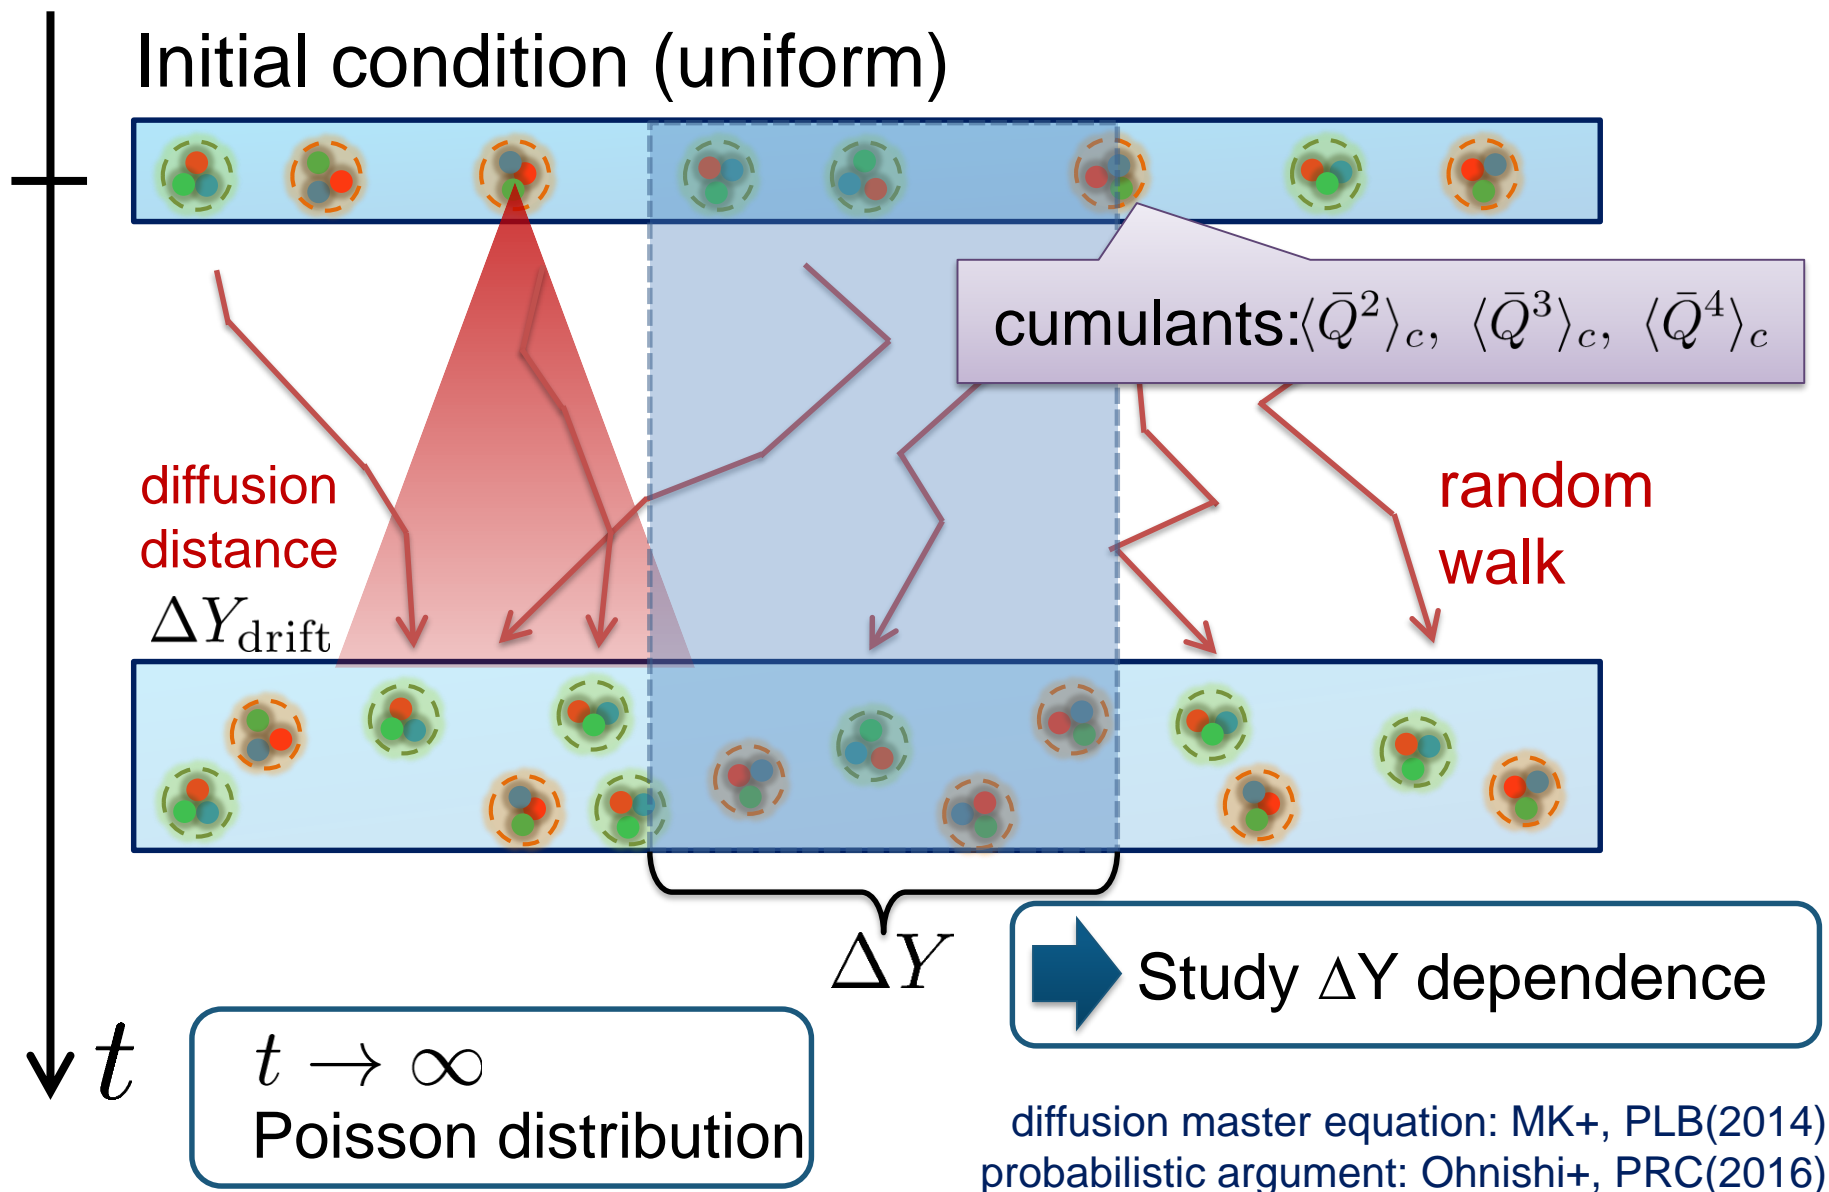 Initial condition (uniform)
cumulants:⟨Q̄²⟩c, ⟨Q̄³⟩c, ⟨Q̄⁴⟩c
diffusion
distance
ΔY_drift
random
walk
ΔY
Study ΔY dependence
t
t → ∞
Poisson distribution
diffusion master equation: MK+, PLB(2014)
probabilistic argument: Ohnishi+, PRC(2016)